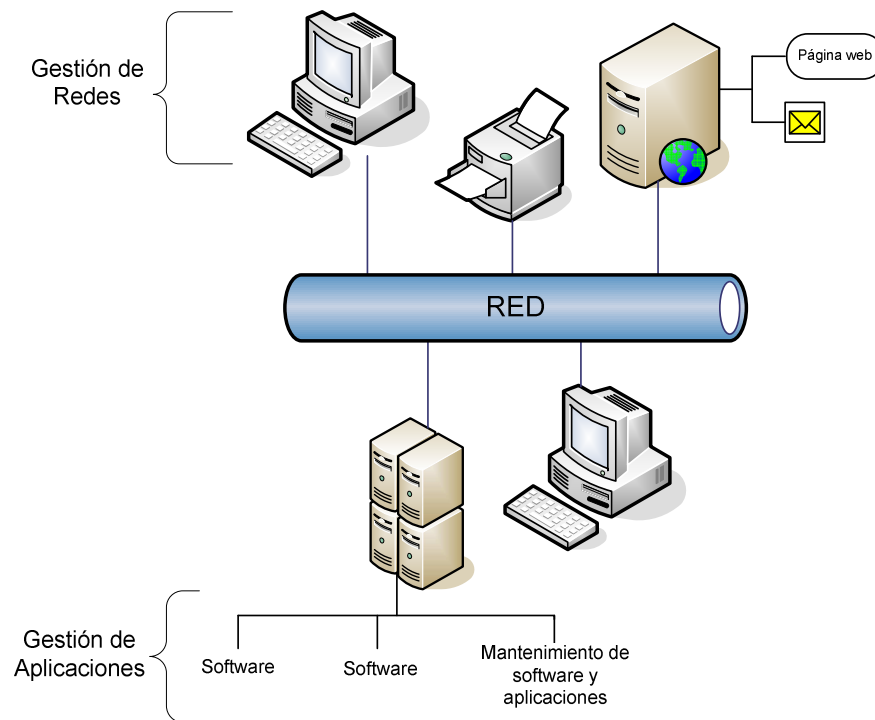 Gestión de
Redes
Página web
RED
Gestión de
Aplicaciones
Software
Software
Mantenimiento de
software y
aplicaciones